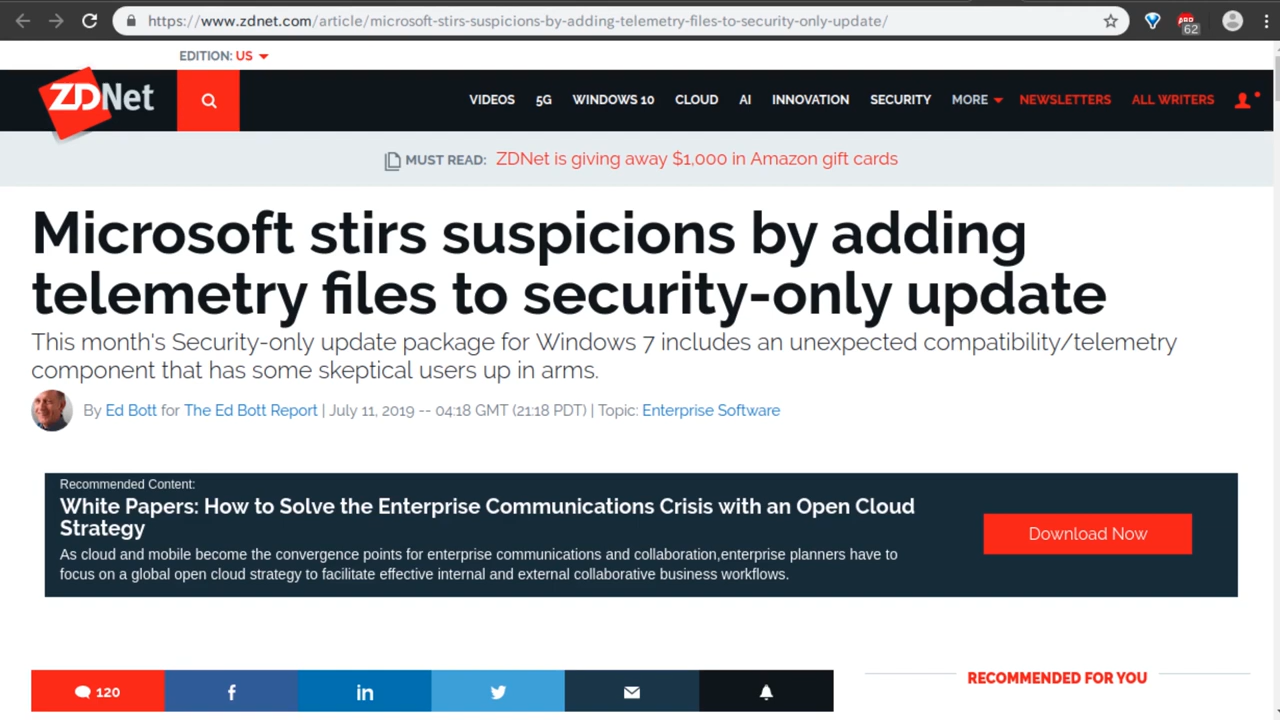 https://www.zdnet.com/article/microsoft-stirs-suspicions-by-adding-telemetry-files-to-security-only-update/
62
EDITION: US
ZDNet
VIDEOS 5G WINDOWS 10 CLOUD AI INNOVATION SECURITY MORE NEWSLETTERS ALL WRITERS
MUST READ: ZDNet is giving away $1,000 in Amazon gift cards
Microsoft stirs suspicions by adding
telemetry files to security-only update
This month's Security-only update package for Windows 7 includes an unexpected compatibility/telemetry
component that has some skeptical users up in arms.
By Ed Bott for The Ed Bott Report | July 11, 2019 -- 04:18 GMT (21:18 PDT) | Topic: Enterprise Software
Recommended Content:
White Papers: How to Solve the Enterprise Communications Crisis with an Open Cloud
Strategy
As cloud and mobile become the convergence points for enterprise communications and collaboration,enterprise planners have to
focus on a global open cloud strategy to facilitate effective internal and external collaborative business workflows.
Download Now
120
RECOMMENDED FOR YOU